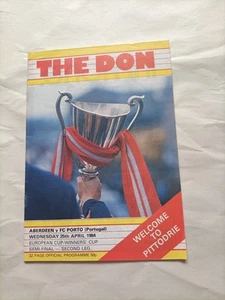 THE DON
ABERDEEN v FC PORTO (Portugal)
WEDNESDAY 25th APRIL 1984
EUROPEAN CUP-WINNERS' CUP
SEMI-FINAL — SECOND LEG
32 PAGE OFFICIAL PROGRAMME 50p
WELCOME TO
PITTODRIE